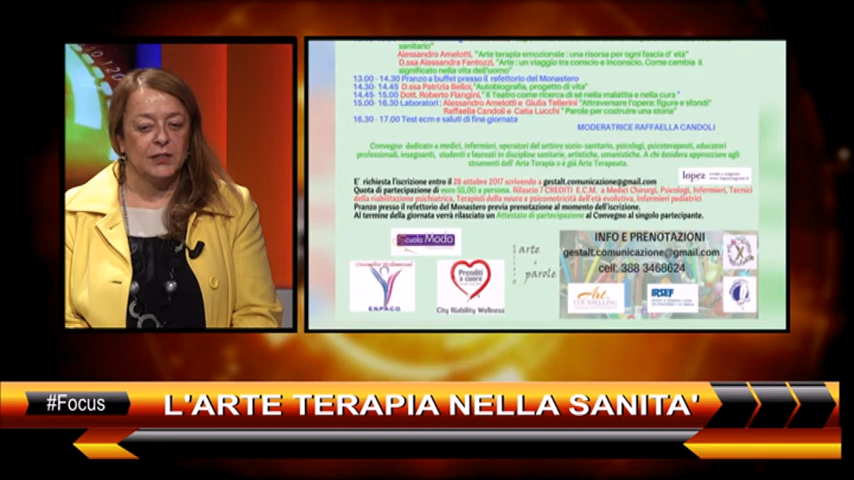 sanitario"
Alessandro Amelotti, "Arte terapia emozionale : una risorsa per ogni fascia d' età"
D.ssa Alessandra Fantozzi, "Arte : un viaggio tra conscio e inconscio. Come cambia il
significato nella vita dell'uomo"
13.00 - 14.30 Pranzo a buffet presso il refettorio del Monastero
14.30- 14.45 D.ssa Patrizia Belloi, "Autobiografia, progetto di vita"
14.45- 15.00 Dott. Roberto Flangini, "Il Teatro come ricerca di sé nella malattia e nella cura "
15.00- 16.30 Laboratori : Alessandro Amelotti e Giulia Tellerini "Attraversare l'opera: figure e sfondi"
Raffaella Candoli e Catia Lucchi " Parole per costruire una storia"
16.30 - 17.00 Test ecm e saluti di fine giornata
MODERATRICE RAFFAELLA CANDOLI
Convegno dedicato a medici, infermieri, operatori del settore socio-sanitario, psicologi, psicoterapeuti, educatori
professionali, insegnanti, studenti e laureati in discipline sanitarie, artistiche, umanistiche. A chi desidera approcciare agli
strumenti dell' Arte Terapia o è già Arte Terapeuta.
lopez
E' richiesta l'iscrizione entro il 28 ottobre 2017 scrivendo a gestalt.comunicazione@gmail.com
Quota di partecipazione di euro 55,00 a persona. Rilascio 7 CREDITI E.C.M. a Medici Chirurgi, Psicologi, Infermieri, Tecnici
della riabilitazione psichiatrica, Terapisti della neuro e psicomotricità dell'età evolutiva, Infermieri pediatrici
Pranzo presso il refettorio del Monastero previa prenotazione al momento dell'iscrizione.
Al termine della giornata verrà rilasciato un Attestato di partecipazione al Convegno al singolo partecipante.
Scuola Moda
Counsellor Professional
E.N.P.A.C.O.
Prenditi
a cuore
City Riability Wellness
arte
e
parole
INFO E PRENOTAZIONI
gestalt.comunicazione@gmail.com
cell: 388 3468624
Art
COUNSELLING
IRSEF
#Focus
L'ARTE TERAPIA NELLA SANITA'